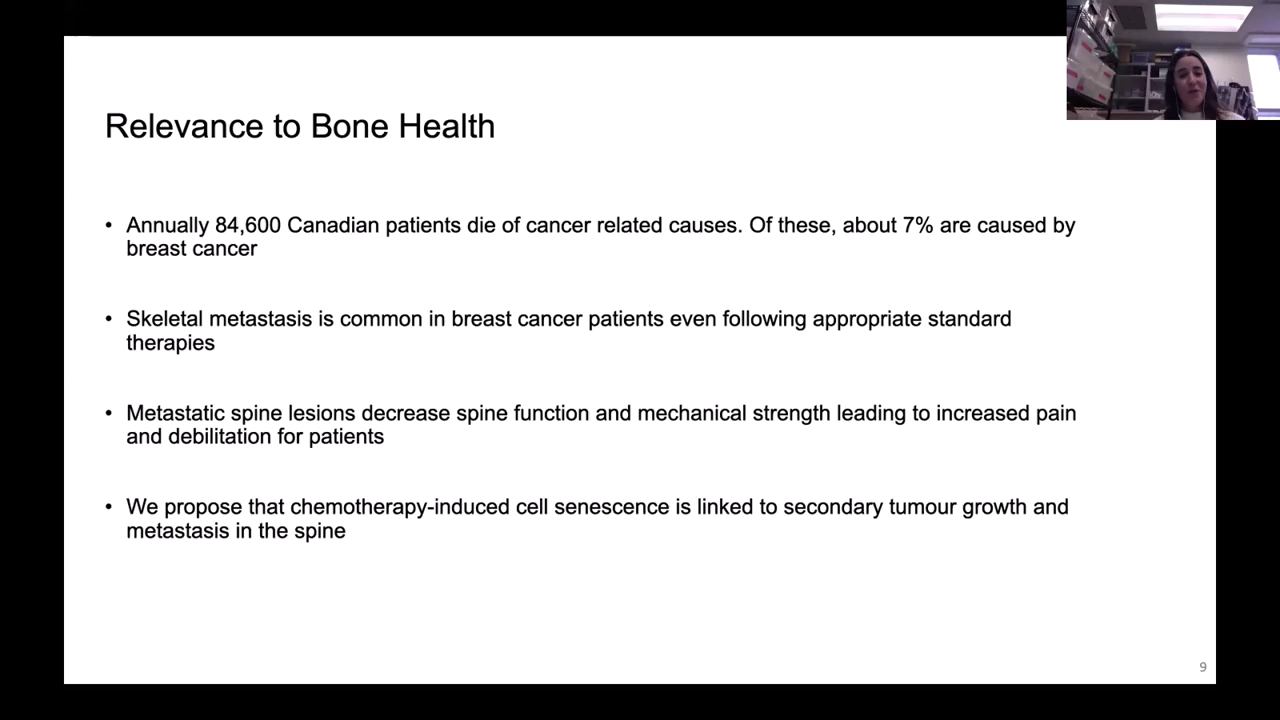 Relevance to Bone Health
• Annually 84,600 Canadian patients die of cancer related causes. Of these, about 7% are caused by
breast cancer
• Skeletal metastasis is common in breast cancer patients even following appropriate standard
therapies
• Metastatic spine lesions decrease spine function and mechanical strength leading to increased pain
and debilitation for patients
• We propose that chemotherapy-induced cell senescence is linked to secondary tumour growth and
metastasis in the spine
9